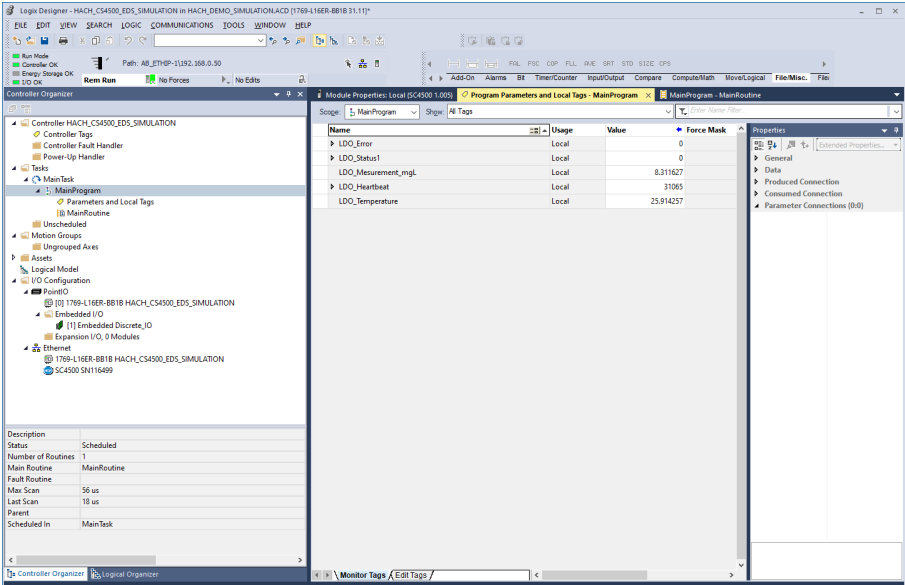 Logix Designer - HACH_CS4500_EDS_SIMULATION in HACH_DEMO_SIMULATION.ACD [1769-L16ER-BB1B 31.11]*
FILE EDIT VIEW SEARCH LOGIC COMMUNICATIONS TOOLS WINDOW HELP
Run Mode
Controller OK
Energy Storage OK
I/O OK
Path: AB_ETHIP-1\192.168.0.50
Rem Run No Forces No Edits
FAL FSC COP FLL AVE SRT STD SIZE CPS
Add-On Alarms Bit Timer/Counter Input/Output Compare Compute/Math Move/Logical File/Misc. File
Controller Organizer
Controller HACH_CS4500_EDS_SIMULATION
Controller Tags
Controller Fault Handler
Power-Up Handler
Tasks
MainTask
MainProgram
Parameters and Local Tags
MainRoutine
Unscheduled
Motion Groups
Ungrouped Axes
Assets
Logical Model
I/O Configuration
PointIO
[0] 1769-L16ER-BB1B HACH_CS4500_EDS_SIMULATION
Embedded I/O
[1] Embedded Discrete_IO
Expansion I/O, 0 Modules
Ethernet
1769-L16ER-BB1B HACH_CS4500_EDS_SIMULATION
SC4500 SN116499
Description
Status Scheduled
Number of Routines 1
Main Routine MainRoutine
Fault Routine
Max Scan 56 us
Last Scan 18 us
Parent
Scheduled In MainTask
Controller Organizer Logical Organizer
Module Properties: Local (SC4500 1.005) Program Parameters and Local Tags - MainProgram MainProgram - MainRoutine
Scope: MainProgram Show: All Tags Enter Name Filter...
Name Usage Value Force Mask
LDO_Error Local 0
LDO_Status1 Local 0
LDO_Mesurement_mgL Local 8.311627
LDO_Heartbeat Local 31065
LDO_Temperature Local 25.914257
Monitor Tags Edit Tags
Properties
Extended Properties...
General
Data
Produced Connection
Consumed Connection
Parameter Connections {0:0}